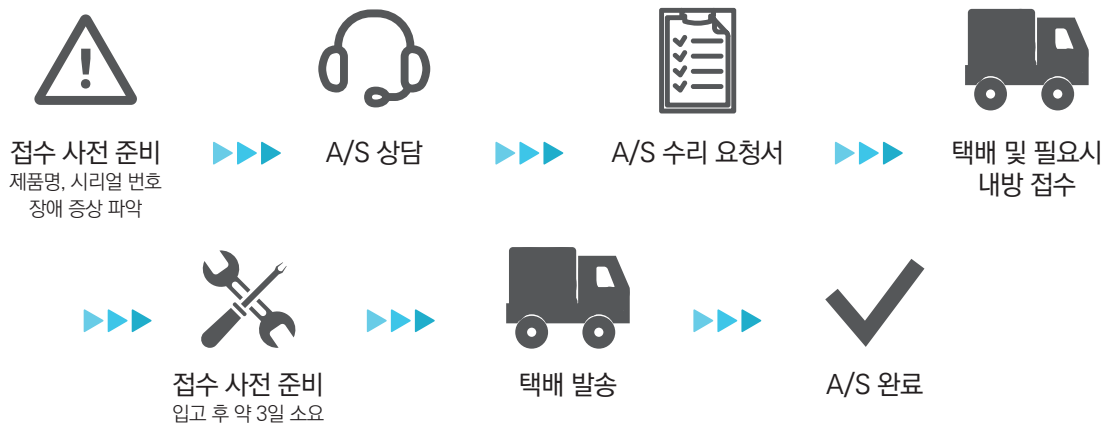 접수 사전 준비
제품명, 시리얼 번호
장애 증상 파악
A/S 상담
A/S 수리 요청서
택배 및 필요시
내방 접수
접수 사전 준비
입고 후 약 3일 소요
택배 발송
A/S 완료